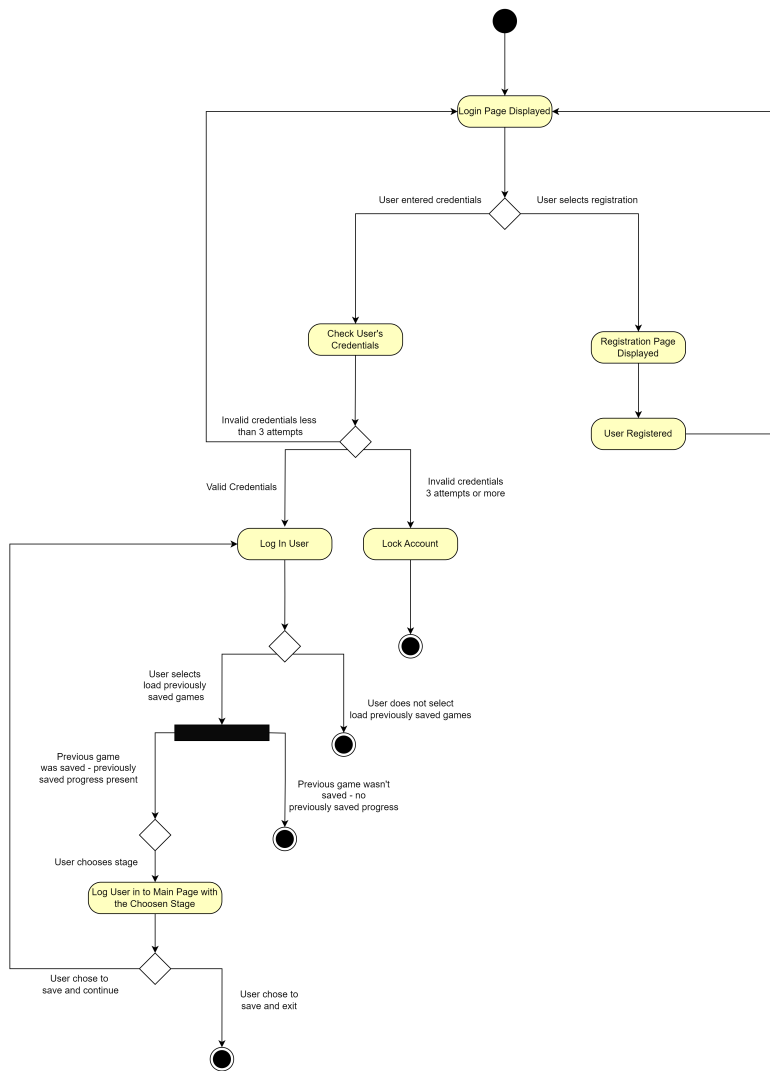 Login Page Displayed
User entered credentials
User selects registration
Check User's
Credentials
Registration Page
Displayed
Invalid credentials less
than 3 attempts
User Registered
Valid Credentials
Invalid credentials
3 attempts or more
Log In User
Lock Account
User selects
load previously
saved games
User does not select
load previously saved games
Previous game
was saved - previously
saved progress present
Previous game wasn't
saved - no
previously saved progress
User chooses stage
Log User in to Main Page with
the Choosen Stage
User chose to
save and continue
User chose to
save and exit